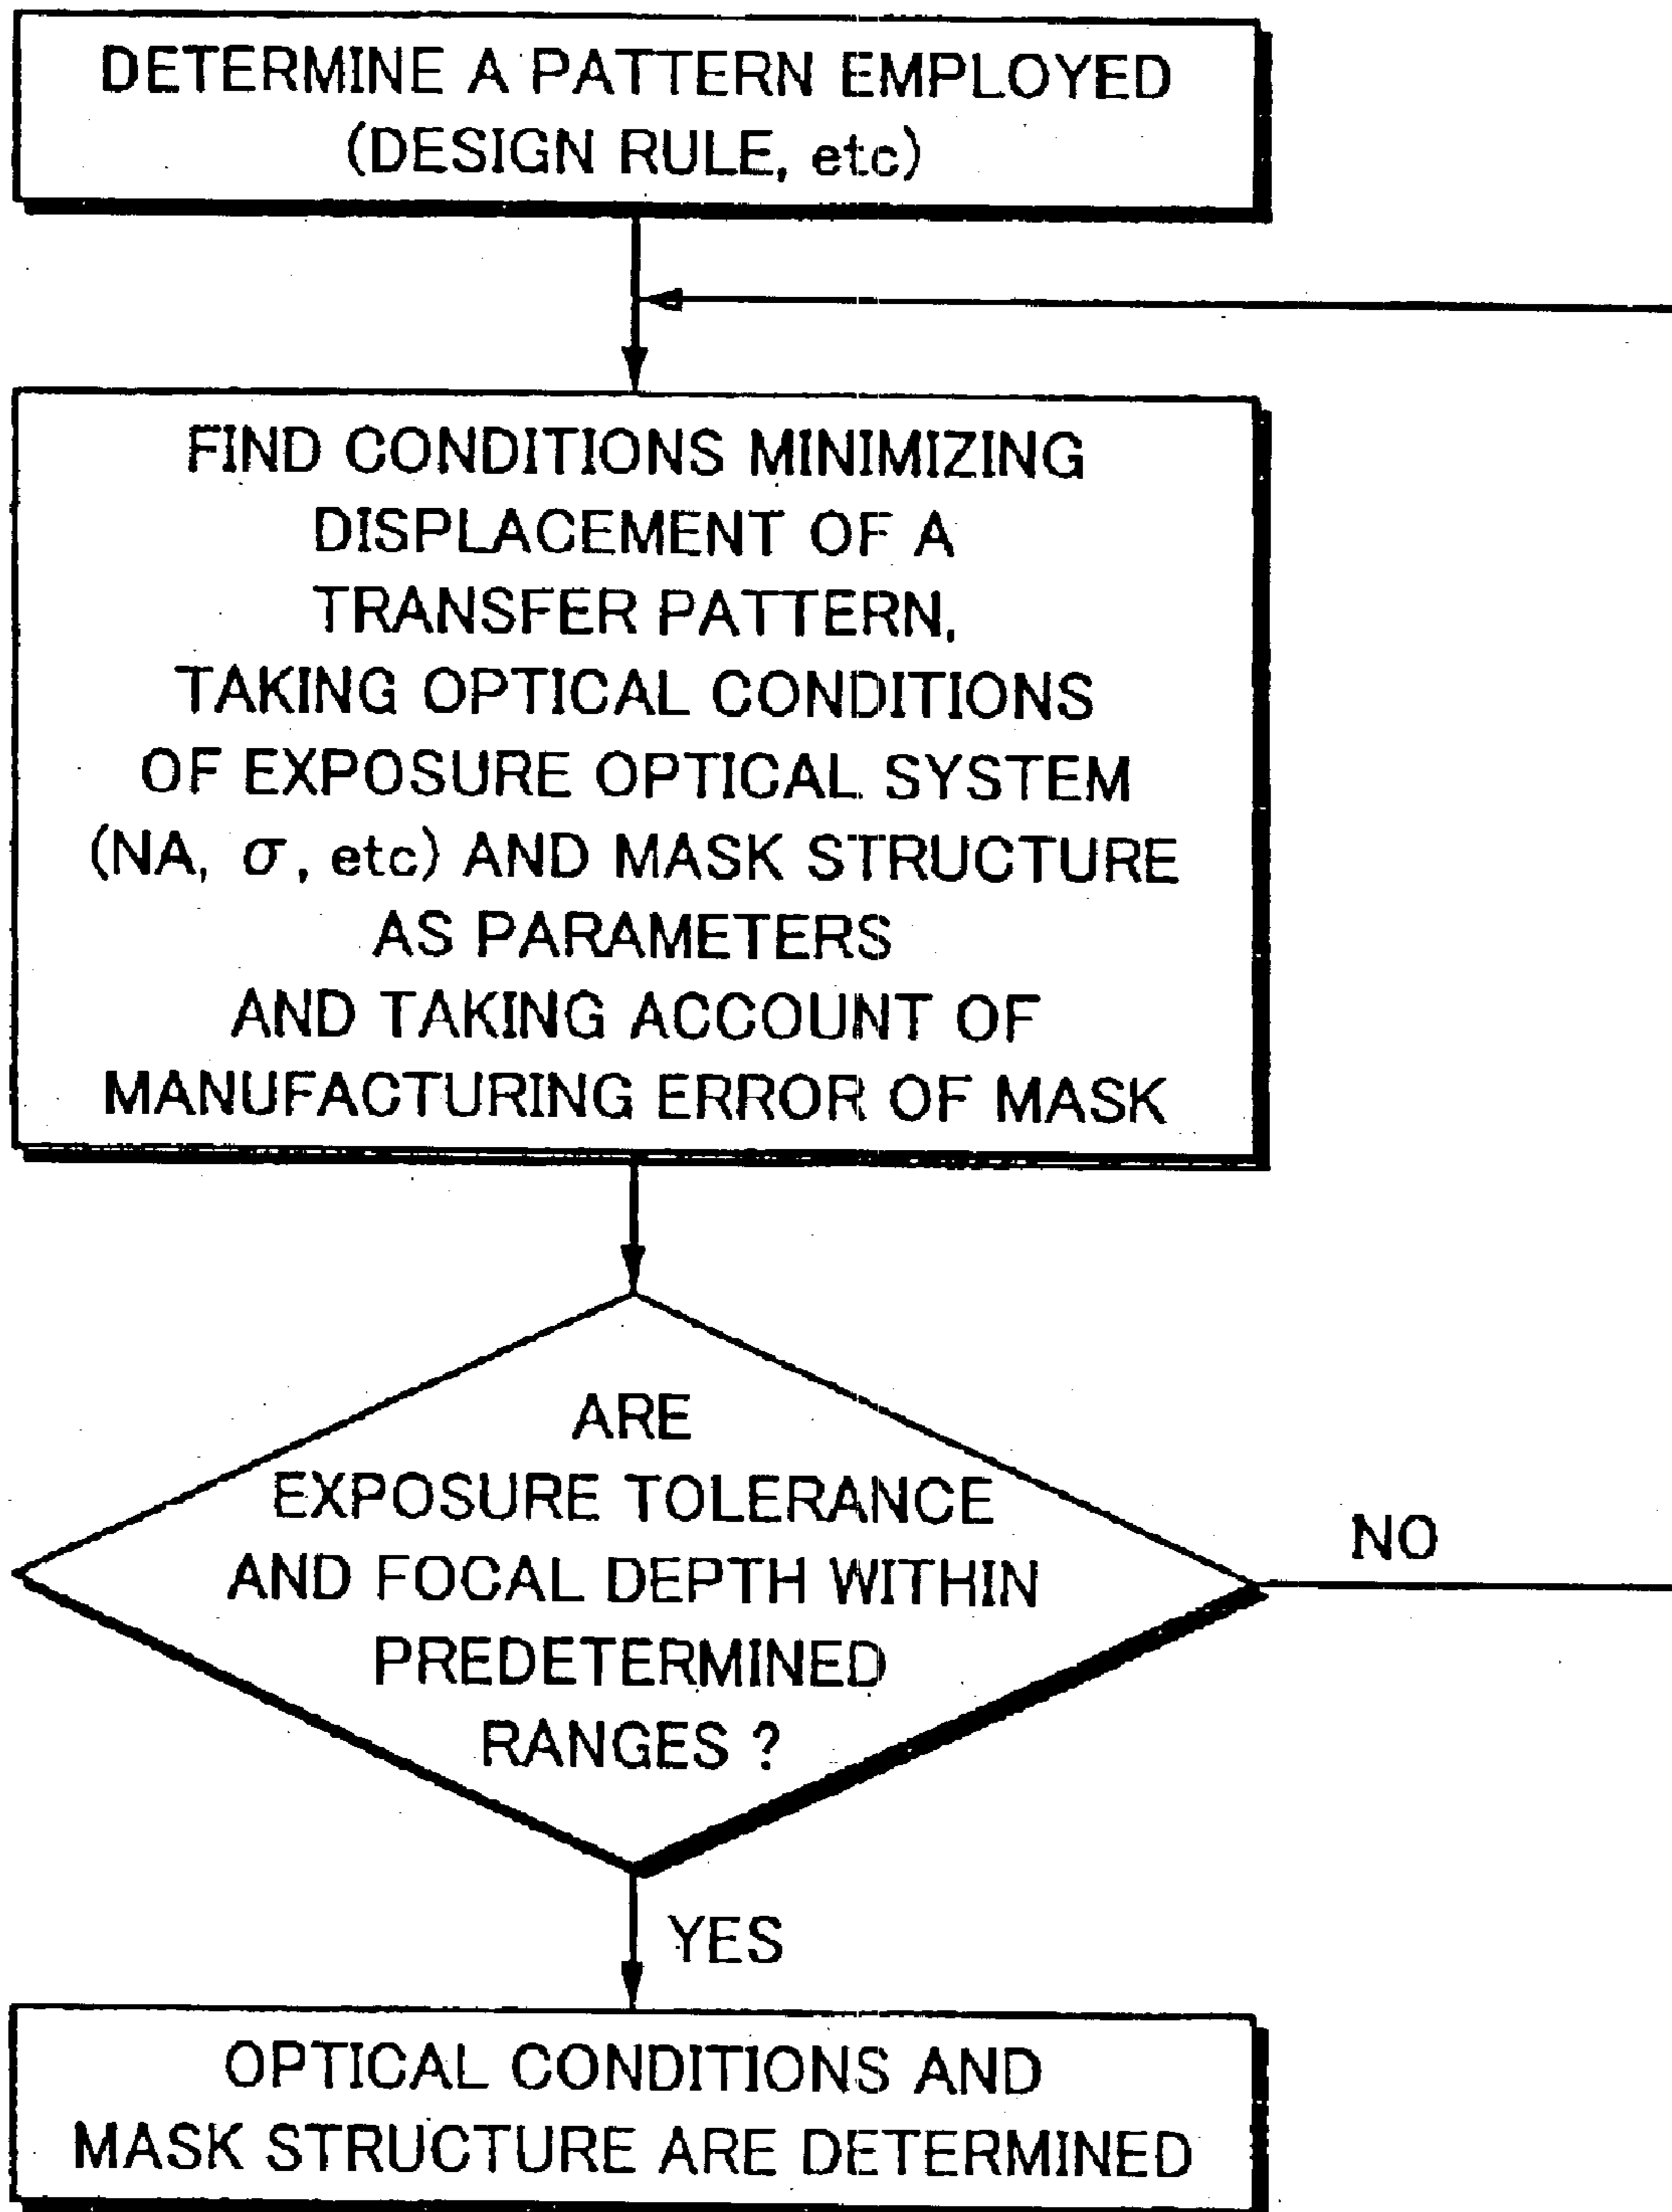 DETERMINE A PATTERN EMPLOYED
(DESIGN RULE, etc)
FIND CONDITIONS MINIMIZING
DISPLACEMENT OF A
TRANSFER PATTERN,
TAKING OPTICAL CONDITIONS
OF EXPOSURE OPTICAL SYSTEM
(NA, σ, etc) AND MASK STRUCTURE
AS PARAMETERS
AND TAKING ACCOUNT OF
MANUFACTURING ERROR OF MASK
ARE
EXPOSURE TOLERANCE
AND FOCAL DEPTH WITHIN
PREDETERMINED
RANGES ?
NO
YES
OPTICAL CONDITIONS AND
MASK STRUCTURE ARE DETERMINED